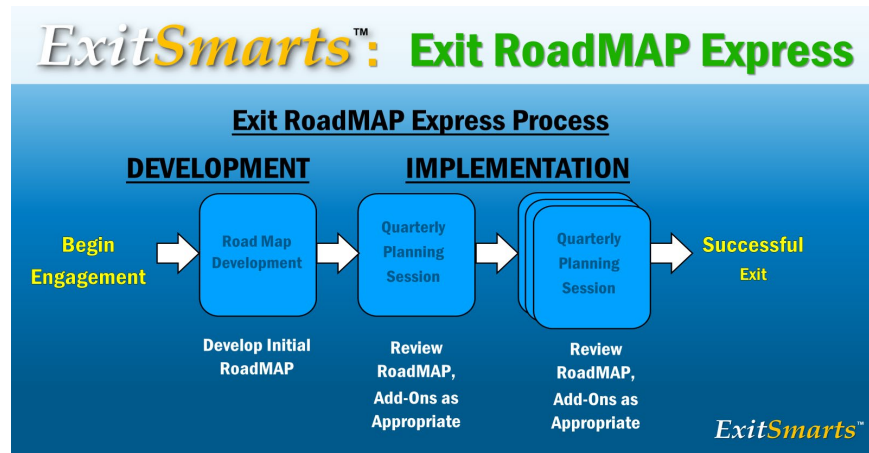 ExitSmarts™: Exit RoadMAP Express
Exit RoadMAP Express Process
DEVELOPMENT
IMPLEMENTATION
Begin
Engagement
Road Map
Development
Quarterly
Planning
Session
Quarterly
Planning
Session
Successful
Exit
Develop Initial
RoadMAP
Review
RoadMAP,
Add-Ons as
Appropriate
Review
RoadMAP,
Add-Ons as
Appropriate
ExitSmarts™